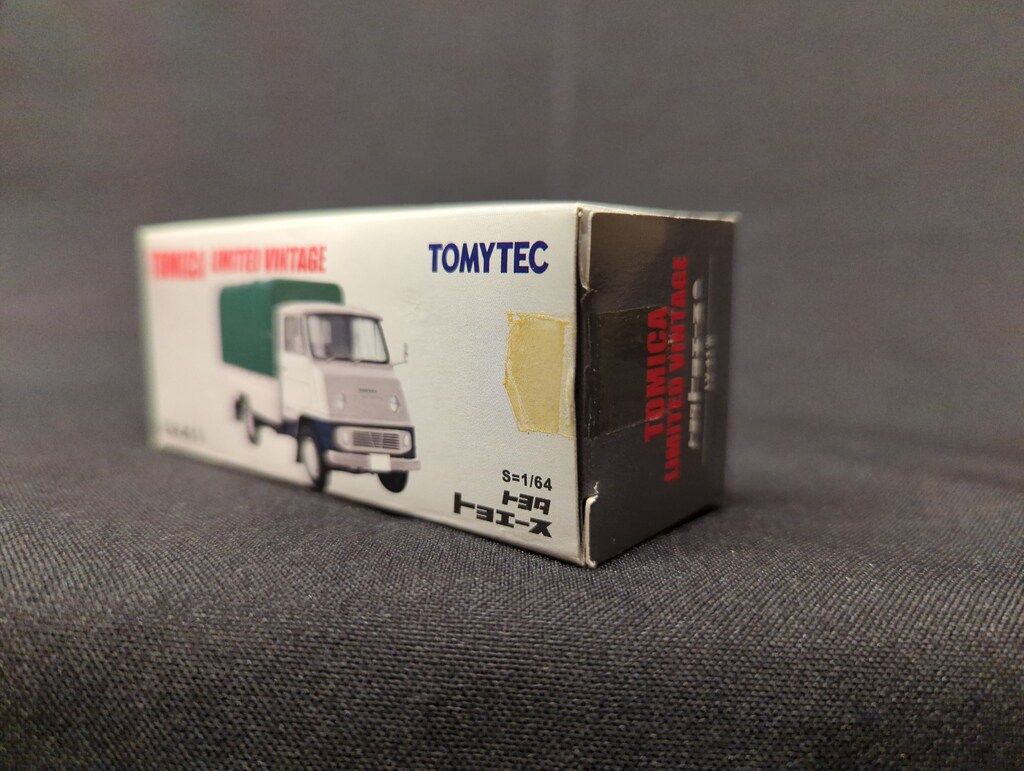 TOMICA LIMITED VINTAGE
TOMYTEC
S=1/64
トヨタ
トヨエース
TOMICA
LIMITED VINTAGE